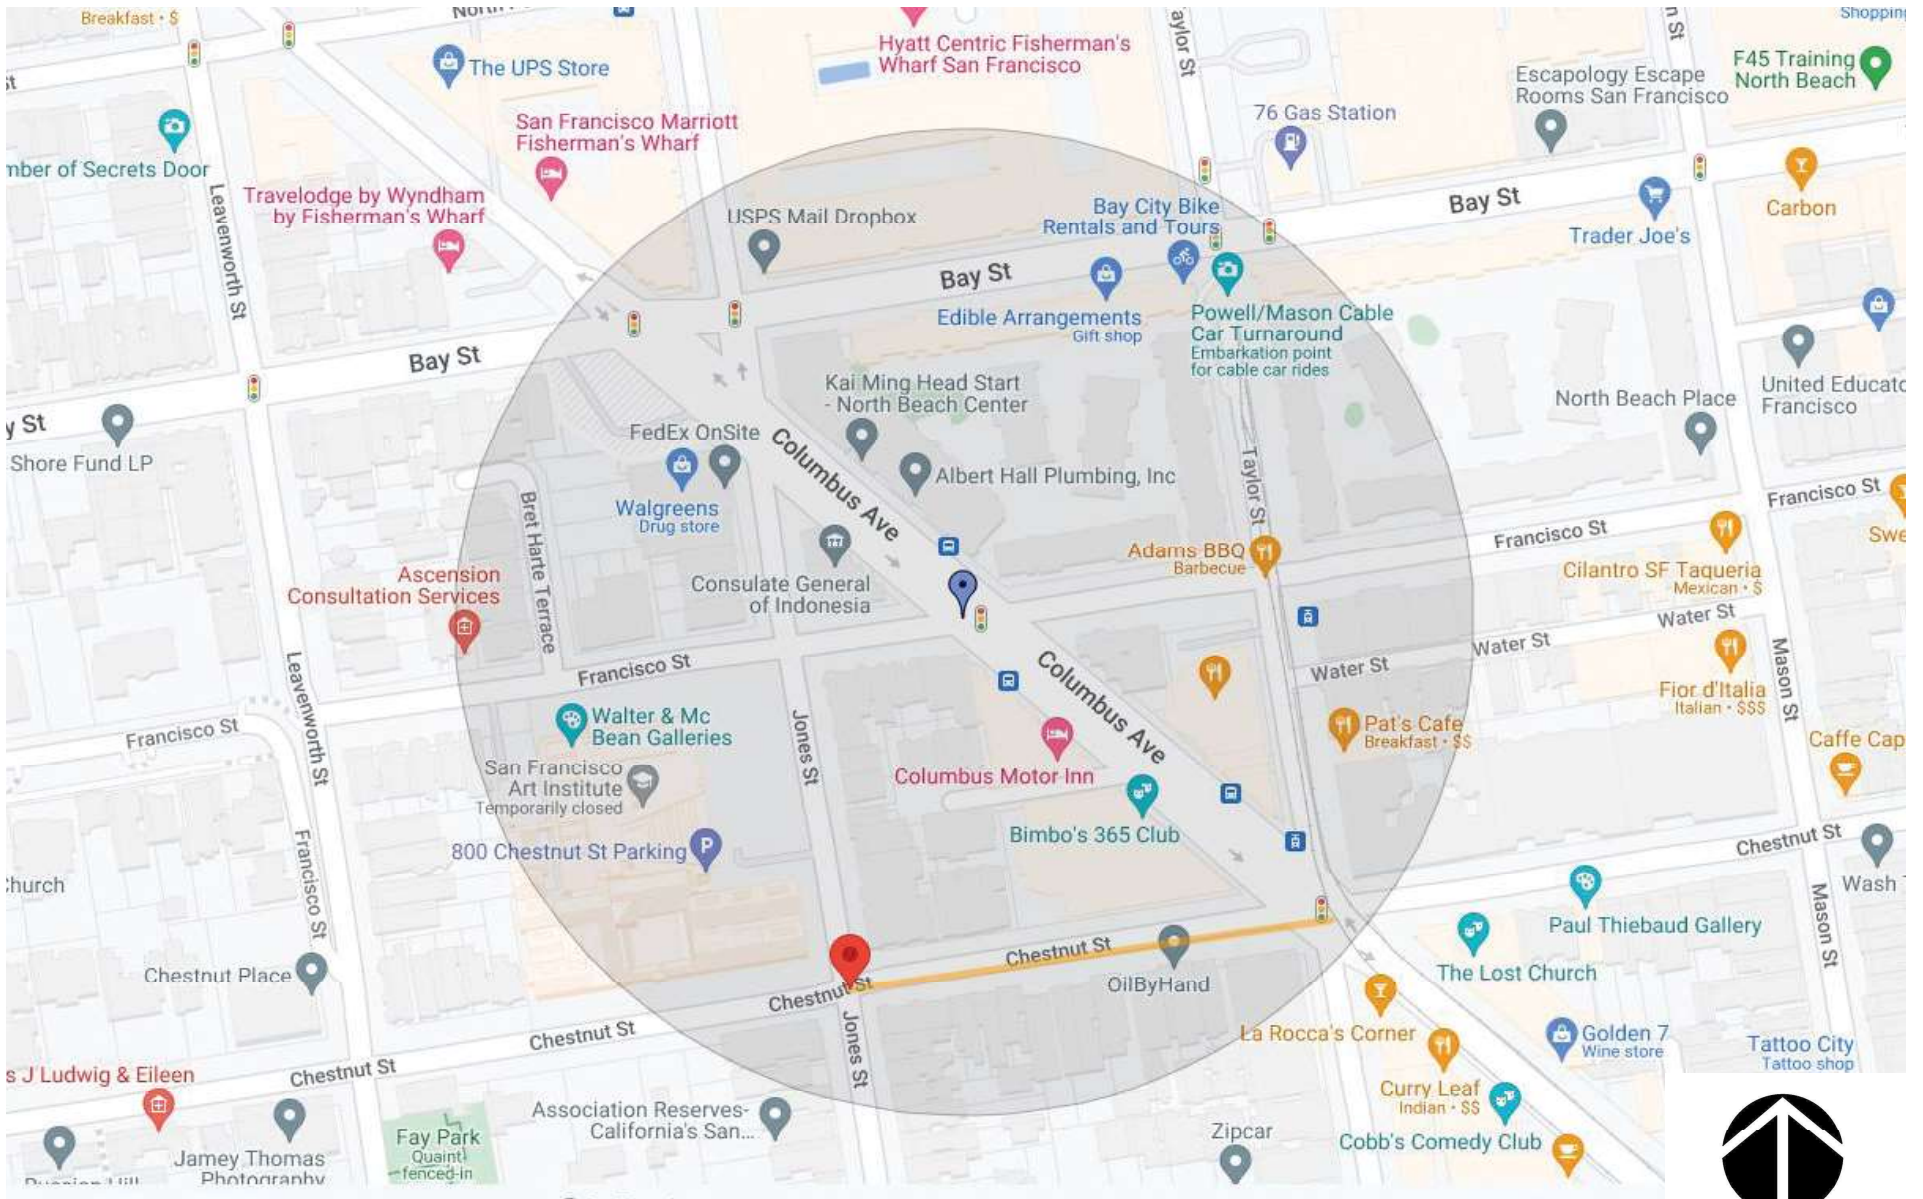 Breakfast • $
Shopping
Hyatt Centric Fisherman's
Wharf San Francisco
The UPS Store
F45 Training
North Beach
Escapology Escape
Rooms San Francisco
San Francisco Marriott
Fisherman's Wharf
76 Gas Station
mber of Secrets Door
Travelodge by Wyndham
by Fisherman's Wharf
Leavenworth St
USPS Mail Dropbox
Bay City Bike
Rentals and Tours
Bay St
Carbon
Trader Joe's
Bay St
Edible Arrangements
Gift shop
Powell/Mason Cable
Car Turnaround
Embarkation point
for cable car rides
Bay St
Kai Ming Head Start
- North Beach Center
North Beach Place
United Educato
Francisco
y St
Shore Fund LP
FedEx OnSite
Walgreens
Drug store
Columbus Ave
Albert Hall Plumbing, Inc
Taylor St
Francisco St
Francisco St
Bret Harte Terrace
Adams BBQ
Barbecue
Swe
Ascension
Consultation Services
Consulate General
of Indonesia
Cilantro SF Taqueria
Mexican • $
Water St
Water St
Water St
Francisco St
Columbus Ave
Mason St
Leavenworth St
Fior d'Italia
Italian • $$$
Walter & Mc
Bean Galleries
Jones St
Pat's Cafe
Breakfast • $$
Francisco St
Caffe Cap
San Francisco
Art Institute
Temporarily closed
Columbus Motor Inn
800 Chestnut St Parking
Bimbo's 365 Club
Chestnut St
Francisco St
Church
Wash
Mason St
Paul Thiebaud Gallery
Chestnut St
Chestnut Place
The Lost Church
OilByHand
Chestnut St
Chestnut St
Jones St
La Rocca's Corner
Golden 7
Wine store
Tattoo City
Tattoo shop
Chestnut St
s J Ludwig & Eileen
Curry Leaf
Indian • $$
Association Reserves-
California's San...
Fay Park
Quaint
fenced-in
Zipcar
Cobb's Comedy Club
Jamey Thomas
Photography